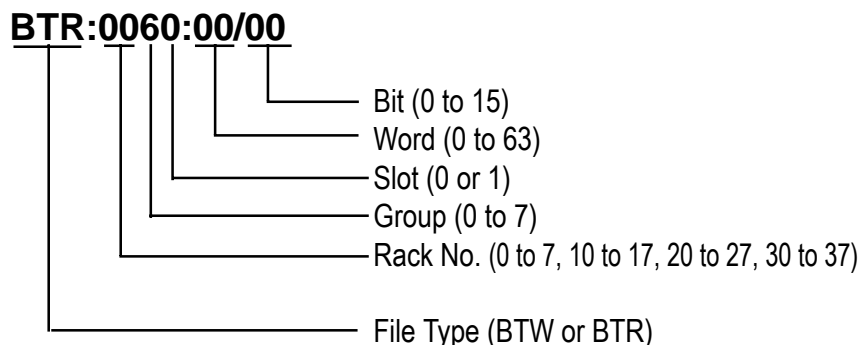 BTR:0060:00/00
Bit (0 to 15)
Word (0 to 63)
Slot (0 or 1)
Group (0 to 7)
Rack No. (0 to 7, 10 to 17, 20 to 27, 30 to 37)
File Type (BTW or BTR)